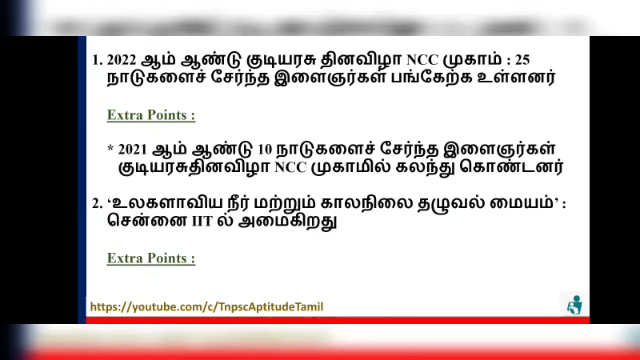 1. 2022 ஆம் ஆண்டு குடியரசு தினவிழா NCC முகாம் : 25
நாடுகளைச் சேர்ந்த இளைஞர்கள் பங்கேற்க உள்ளனர்
Extra Points :
* 2021 ஆம் ஆண்டு 10 நாடுகளைச் சேர்ந்த இளைஞர்கள்
குடியரசுதினவிழா NCC முகாமில் கலந்து கொண்டனர்
2. ‘உலகளாவிய நீர் மற்றும் காலநிலை தழுவல் மையம்’ :
சென்னை IIT ல் அமைகிறது
Extra Points :
https://youtube.com/c/TnpscAptitudeTamil